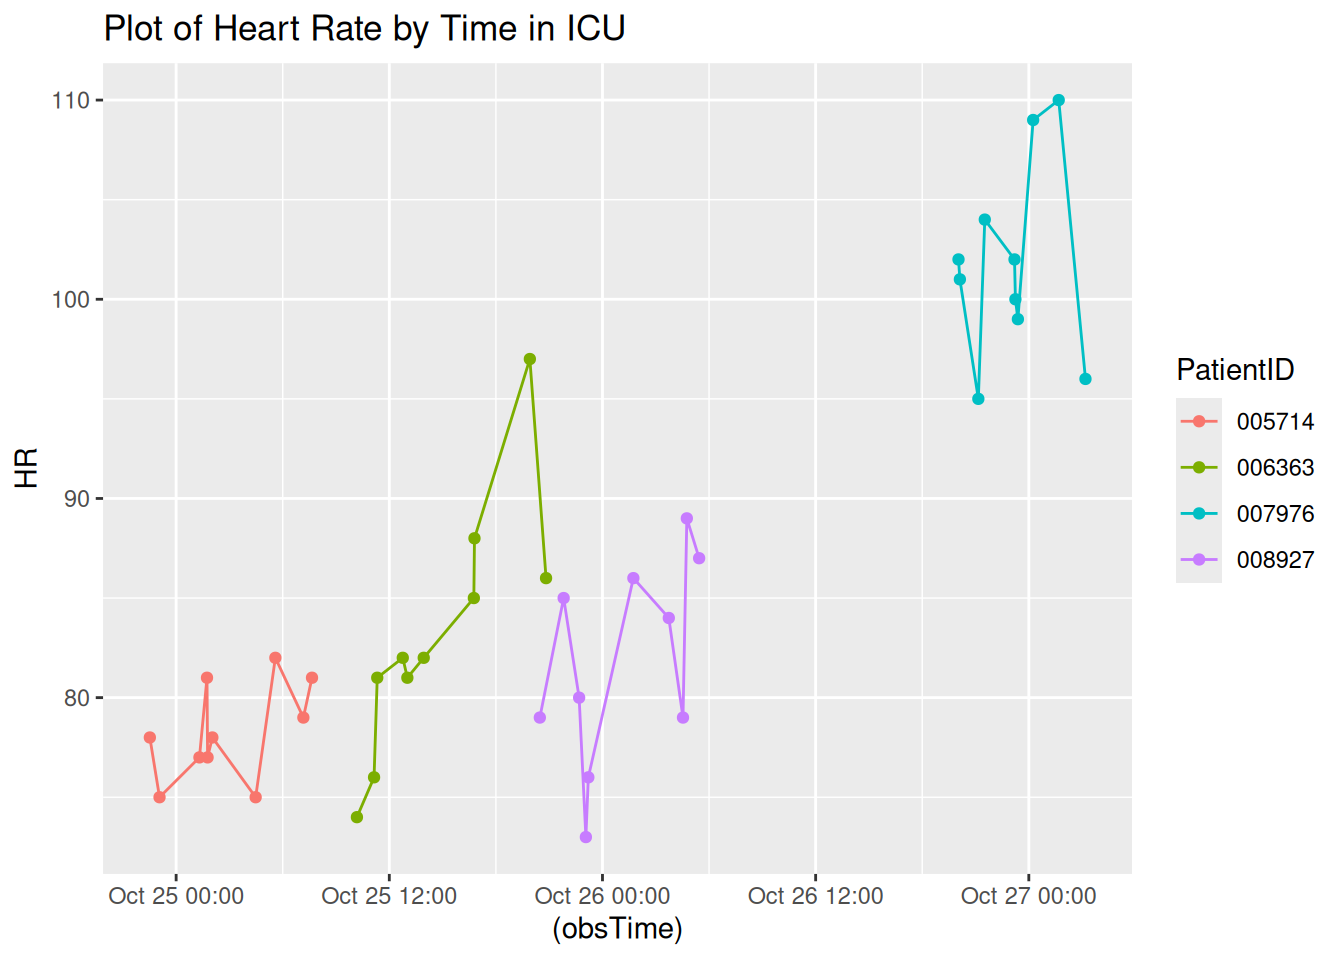 Plot of Heart Rate by Time in ICU
110
100
90
80
HR
Oct 25 00:00 Oct 25 12:00 Oct 26 00:00 Oct 26 12:00 Oct 27 00:00
(obsTime)
PatientID
005714
006363
007976
008927